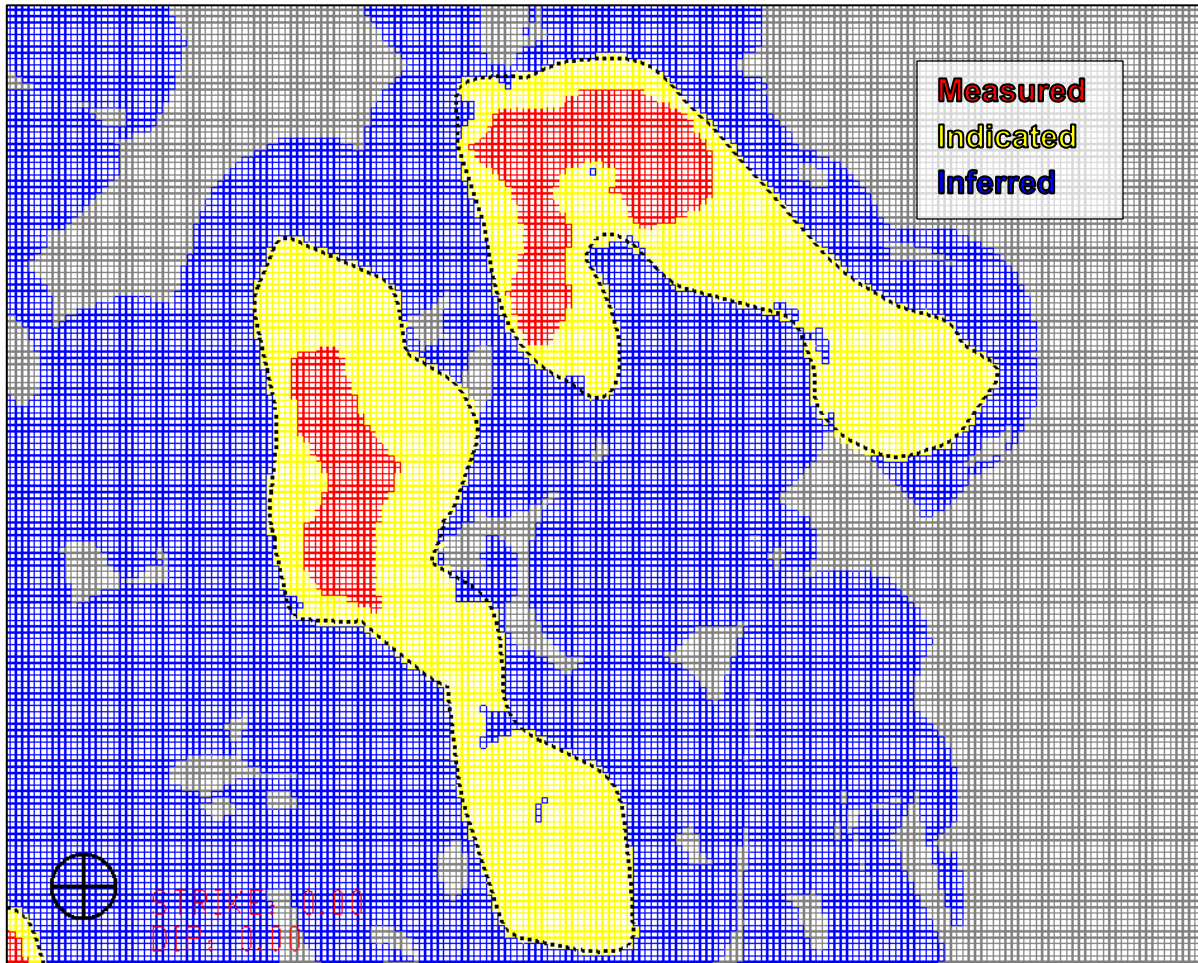 Measured
Indicated
Inferred
STRIKE: 0.00
DIP: 0.00